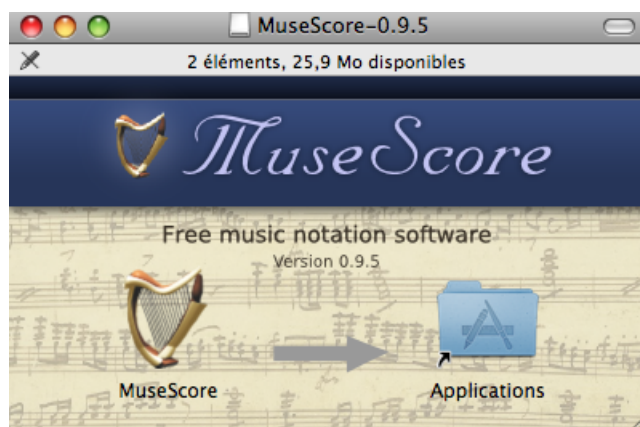 MuseScore-0.9.5
2 éléments, 25,9 Mo disponibles
MuseScore
Free music notation software
Version 0.9.5
MuseScore
Applications